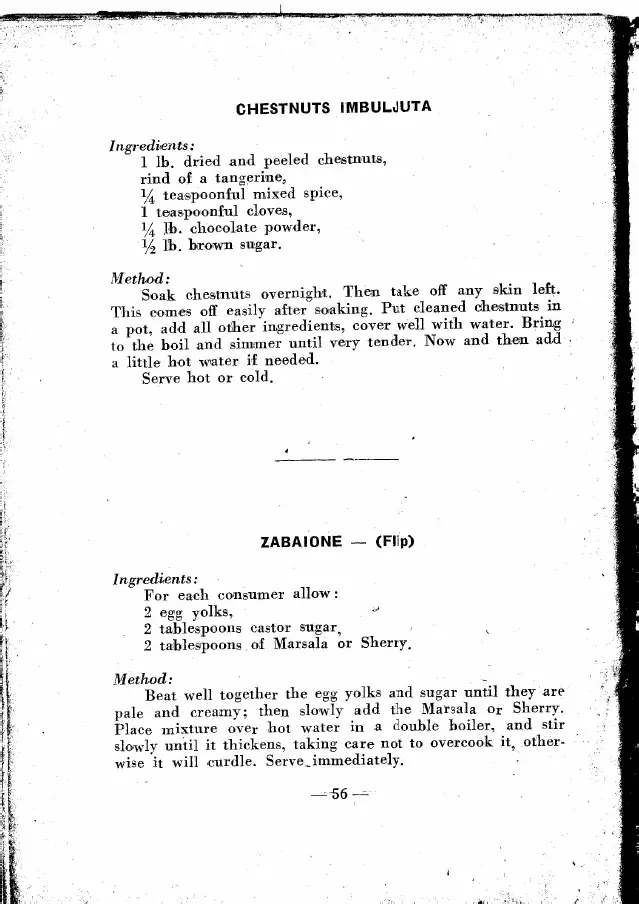 CHESTNUTS IMBULJUTA
Ingredients:
1 lb. dried and peeled chestnuts,
rind of a tangerine,
¼ teaspoonful mixed spice,
1 teaspoonful cloves,
¼ lb. chocolate powder,
½ lb. brown sugar.
Method:
Soak chestnuts overnight. Then take off any skin left.
This comes off easily after soaking. Put cleaned chestnuts in
a pot, add all other ingredients, cover well with water. Bring
to the boil and simmer until very tender. Now and then add
a little hot water if needed.
Serve hot or cold.
ZABAIONE — (Flip)
Ingredients:
For each consumer allow:
2 egg yolks,
2 tablespoons castor sugar,
2 tablespoons of Marsala or Sherry.
Method:
Beat well together the egg yolks and sugar until they are
pale and creamy; then slowly add the Marsala or Sherry.
Place mixture over hot water in a double boiler, and stir
slowly until it thickens, taking care not to overcook it, other-
wise it will curdle. Serve immediately.
— 56 —